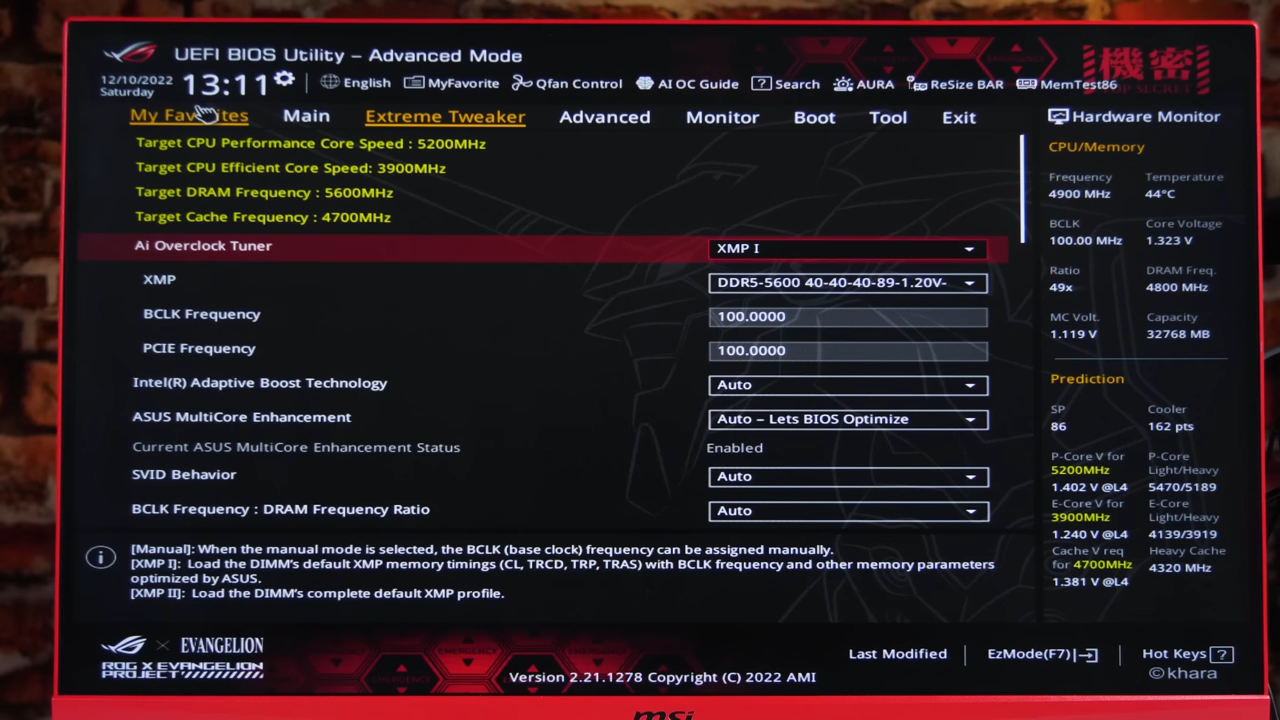 UEFI BIOS Utility – Advanced Mode
機密
12/10/2022
Saturday
13:11
English
MyFavorite
Qfan Control
AI OC Guide
? Search
AURA
ReSize BAR
MemTest86
My Favorites
Main
Extreme Tweaker
Advanced
Monitor
Boot
Tool
Exit
Hardware Monitor
Target CPU Performance Core Speed : 5200MHz
Target CPU Efficient Core Speed: 3900MHz
Target DRAM Frequency : 5600MHz
Target Cache Frequency : 4700MHz
Ai Overclock Tuner
XMP I
XMP
DDR5-5600 40-40-40-89-1.20V-
BCLK Frequency
100.0000
PCIE Frequency
100.0000
Intel(R) Adaptive Boost Technology
Auto
ASUS MultiCore Enhancement
Auto – Lets BIOS Optimize
Current ASUS MultiCore Enhancement Status
Enabled
SVID Behavior
Auto
BCLK Frequency : DRAM Frequency Ratio
Auto
CPU/Memory
Frequency Temperature
4900 MHz 44°C
BCLK Core Voltage
100.00 MHz 1.323 V
Ratio DRAM Freq.
49x 4800 MHz
MC Volt. Capacity
1.119 V 32768 MB
Prediction
SP Cooler
86 162 pts
P-Core V for P-Core
5200MHz Light/Heavy
1.402 V @L4 5470/5189
E-Core V for E-Core
3900MHz Light/Heavy
1.240 V @L4 4139/3919
Cache V req Heavy Cache
for 4700MHz 4320 MHz
1.381 V @L4
[Manual]: When the manual mode is selected, the BCLK (base clock) frequency can be assigned manually.
[XMP I]: Load the DIMM's default XMP memory timings (CL, TRCD, TRP, TRAS) with BCLK frequency and other memory parameters
optimized by ASUS.
[XMP II]: Load the DIMM's complete default XMP profile.
EVANGELION
ROG X EVANGELION
PROJECT
Last Modified
EzMode(F7)
Hot Keys ?
Version 2.21.1278 Copyright (C) 2022 AMI
©khara
msi